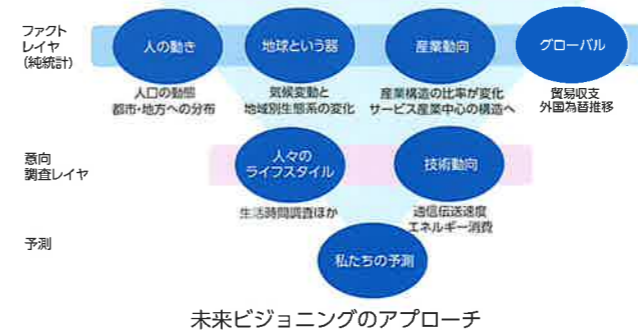 ファクト
レイヤ
(純統計)
人の動き
地球という器
産業動向
グローバル
人口の動態
都市・地方への分布
気候変動と
地域別生態系の変化
産業構造の比率が変化
サービス産業中心の構造へ
貿易収支
外国為替推移
意向
調査レイヤ
人々の
ライフスタイル
技術動向
生活時間調査ほか
通信伝送速度
エネルギー消費
予測
私たちの予測
未来ビジョニングのアプローチ